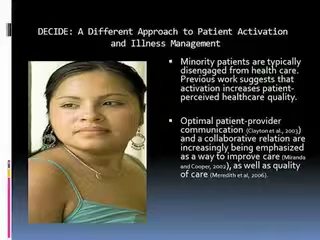 DECIDE: A Different Approach to Patient Activation
and Illness Management
Minority patients are typically
disengaged from health care.
Previous work suggests that
activation increases patient-
perceived healthcare quality.
Optimal patient-provider
communication (Clayton et al., 2003)
and a collaborative relation are
increasingly being emphasized
as a way to improve care (Miranda
and Cooper, 2002), as well as quality
of care (Meredith et al, 2006).